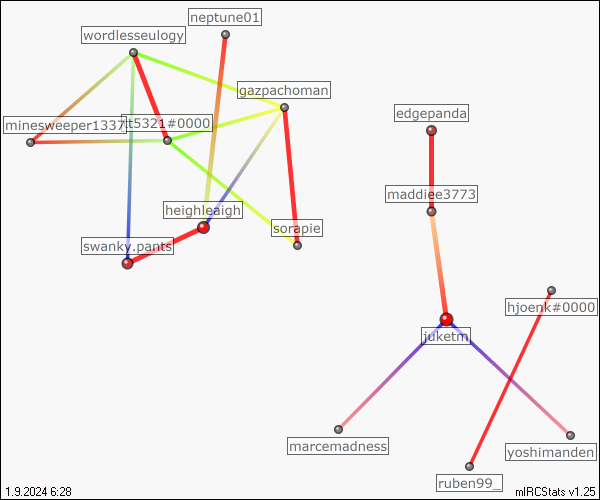 neptune01
wordlesseulogy
gazpachoman
edgepanda
minesweeper1337
tt5321#0000
maddiee3773
heighleaigh
sorapie
swanky.pants
hjoenk#0000
juketm
marcemadness
yoshimanden
ruben99_
1.9.2024 6:28
mIRCStats v1.25